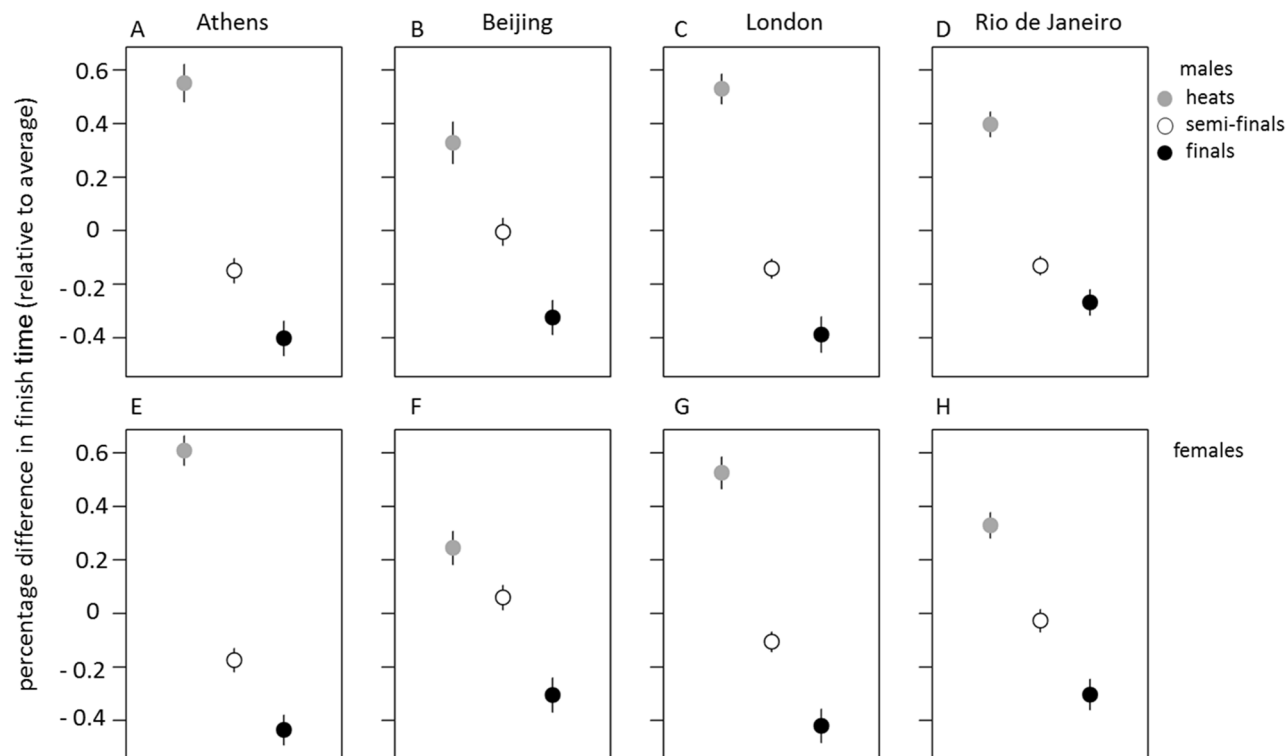 A Athens B Beijing C London D Rio de Janeiro
males
heats
semi-finals
finals
percentage difference in finish time (relative to average)
0.6
0.4
0.2
0
- 0.2
- 0.4
E F G H
females
0.6
0.4
0.2
0
- 0.2
- 0.4